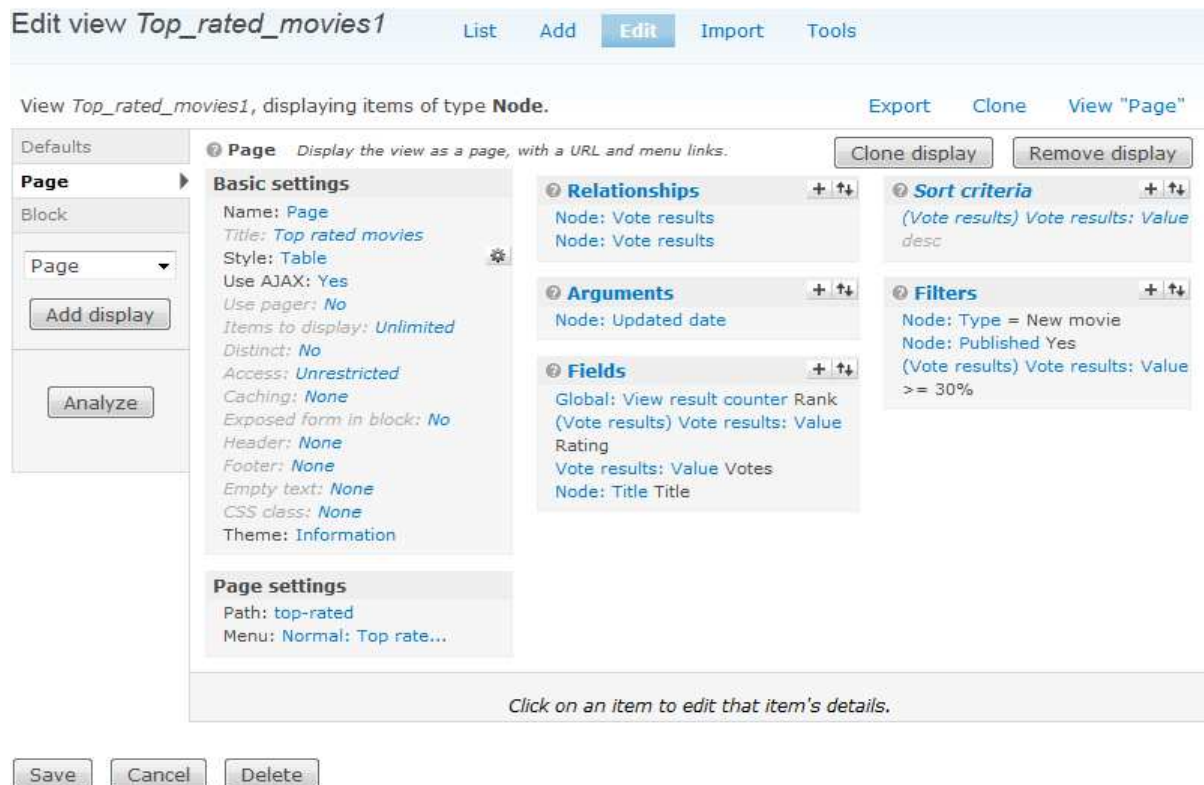 Edit view Top_rated_movies1
List Add Edit Import Tools
View Top_rated_movies1, displaying items of type Node.
Export Clone View "Page"
Defaults
Page
Block
Page
Add display
Analyze
Page Display the view as a page, with a URL and menu links.
Clone display Remove display
Basic settings
Name: Page
Title: Top rated movies
Style: Table
Use AJAX: Yes
Use pager: No
Items to display: Unlimited
Distinct: No
Access: Unrestricted
Caching: None
Exposed form in block: No
Header: None
Footer: None
Empty text: None
CSS class: None
Theme: Information
Page settings
Path: top-rated
Menu: Normal: Top rate...
Relationships
Node: Vote results
Node: Vote results
Arguments
Node: Updated date
Fields
Global: View result counter Rank
(Vote results) Vote results: Value
Rating
Vote results: Value Votes
Node: Title Title
Sort criteria
(Vote results) Vote results: Value
desc
Filters
Node: Type = New movie
Node: Published Yes
(Vote results) Vote results: Value
>= 30%
Click on an item to edit that item's details.
Save Cancel Delete